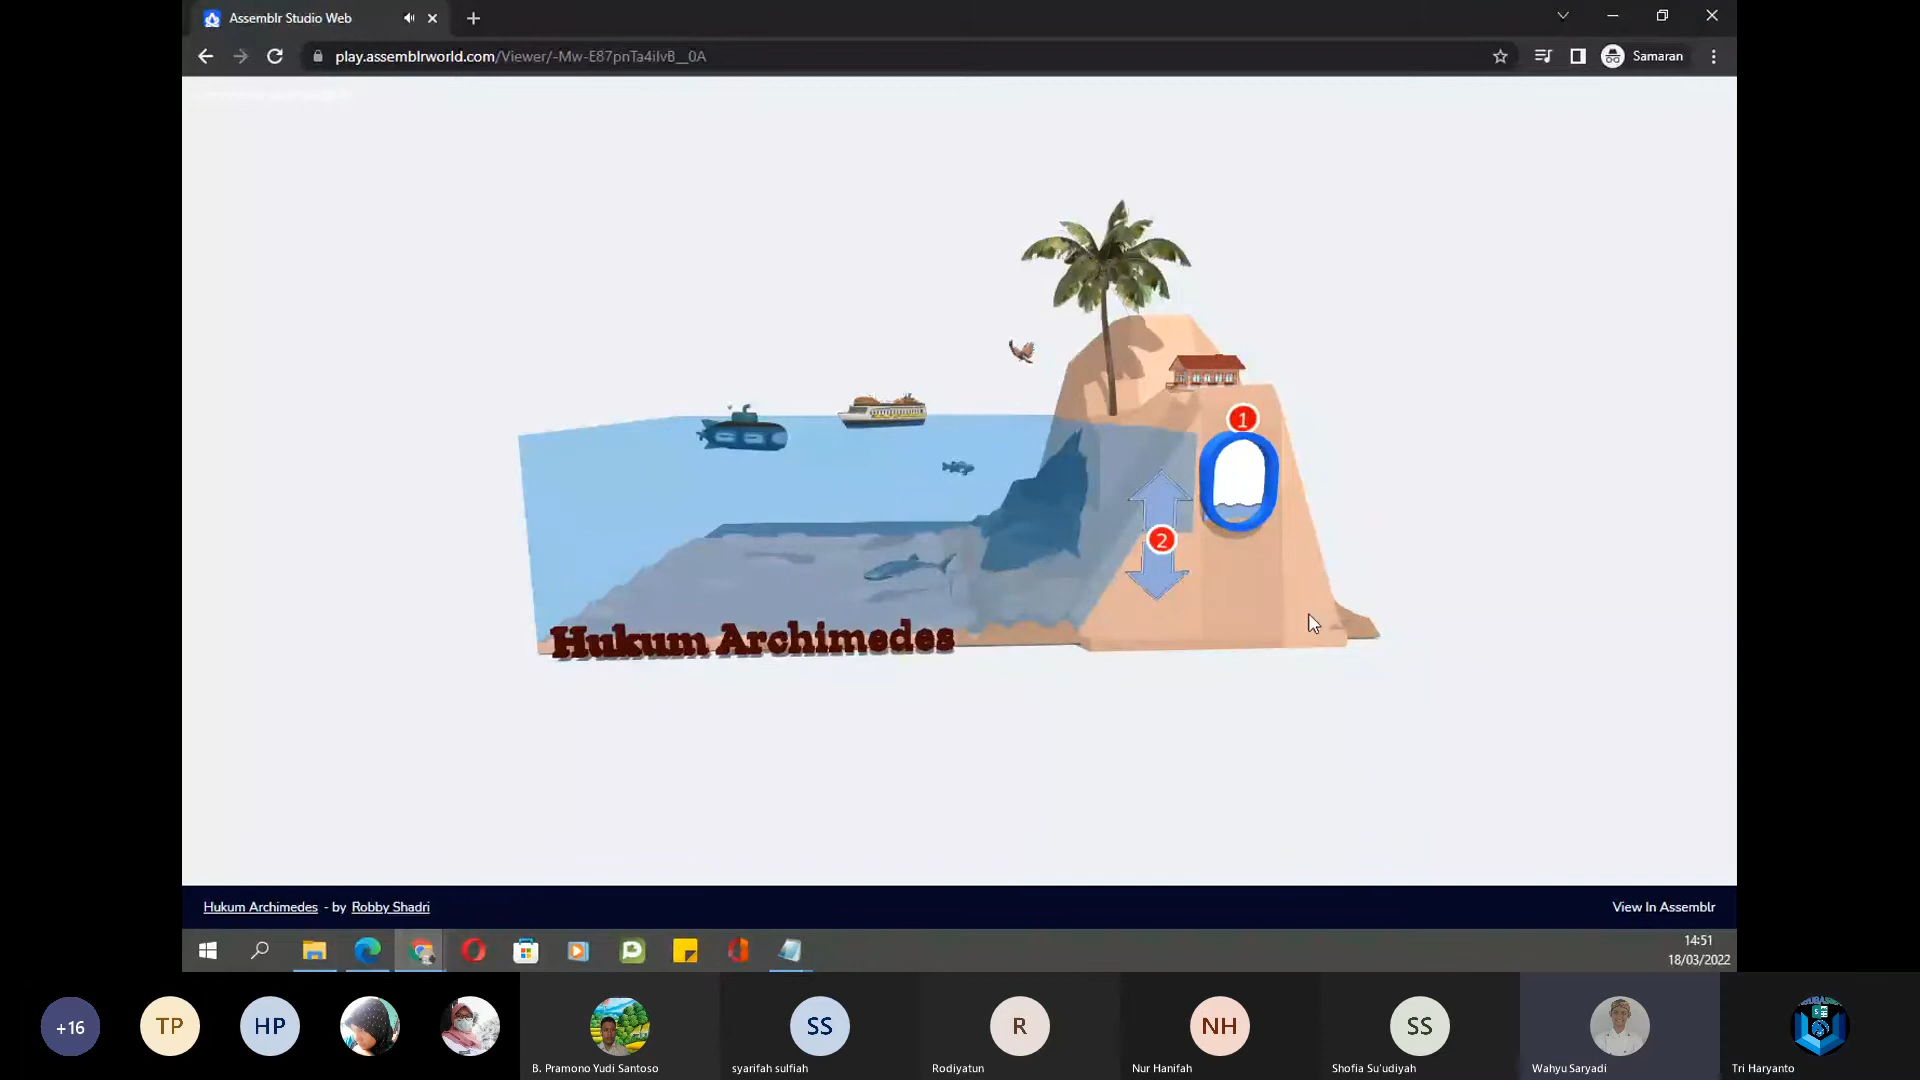 Assemblr Studio Web
play.assemblrworld.com/Viewer/-Mw-E87pnTa4iIvB__0A
Samaran
1
2
Hukum Archimedes
Hukum Archimedes - by Robby Shadri
View In Assemblr
14:51
18/03/2022
+16
TP
HP
SS
R
NH
SS
B. Pramono Yudi Santoso
syarifah sulfiah
Rodiyatun
Nur Hanifah
Shofia Su'udiyah
Wahyu Saryadi
Tri Haryanto